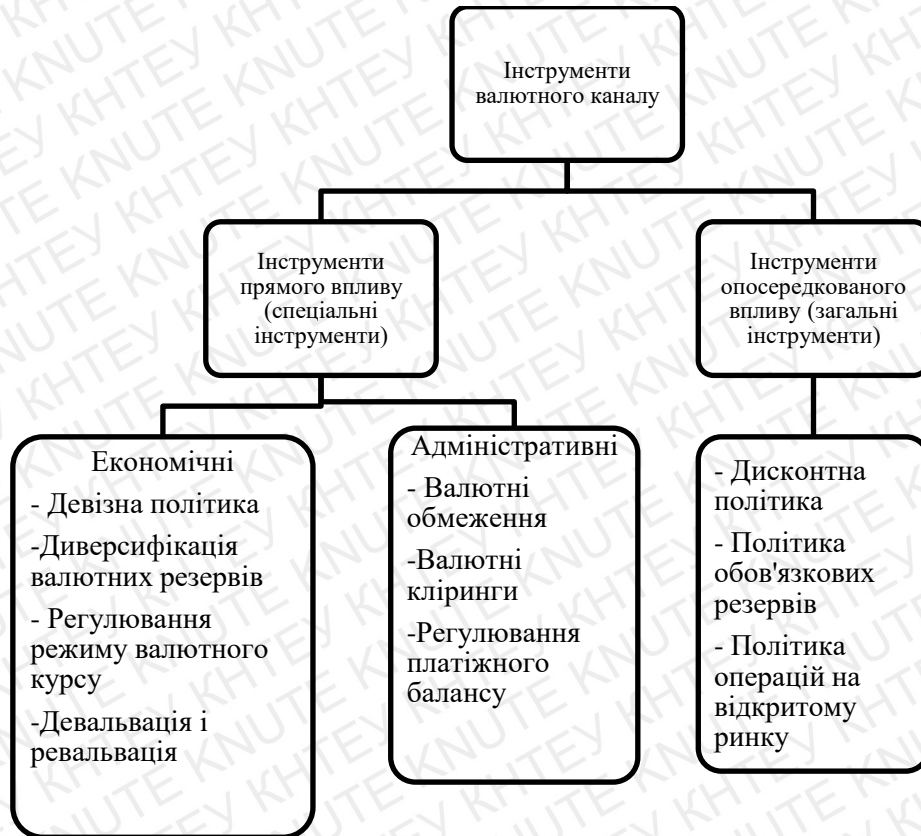 Інструменти
валютного каналу
Інструменти
прямого впливу
(спеціальні
інструменти)
Інструменти
опосередкованого
впливу (загальні
інструменти)
Економічні
- Девізна політика
-Диверсифікація
валютних резервів
- Регулювання
режиму валютного
курсу
-Девальвація і
ревальвація
Адміністративні
- Валютні
обмеження
-Валютні
кліринги
-Регулювання
платіжного
балансу
- Дисконтна
політика
- Політика
обов'язкових
резервів
- Політика
операцій на
відкритому
ринку